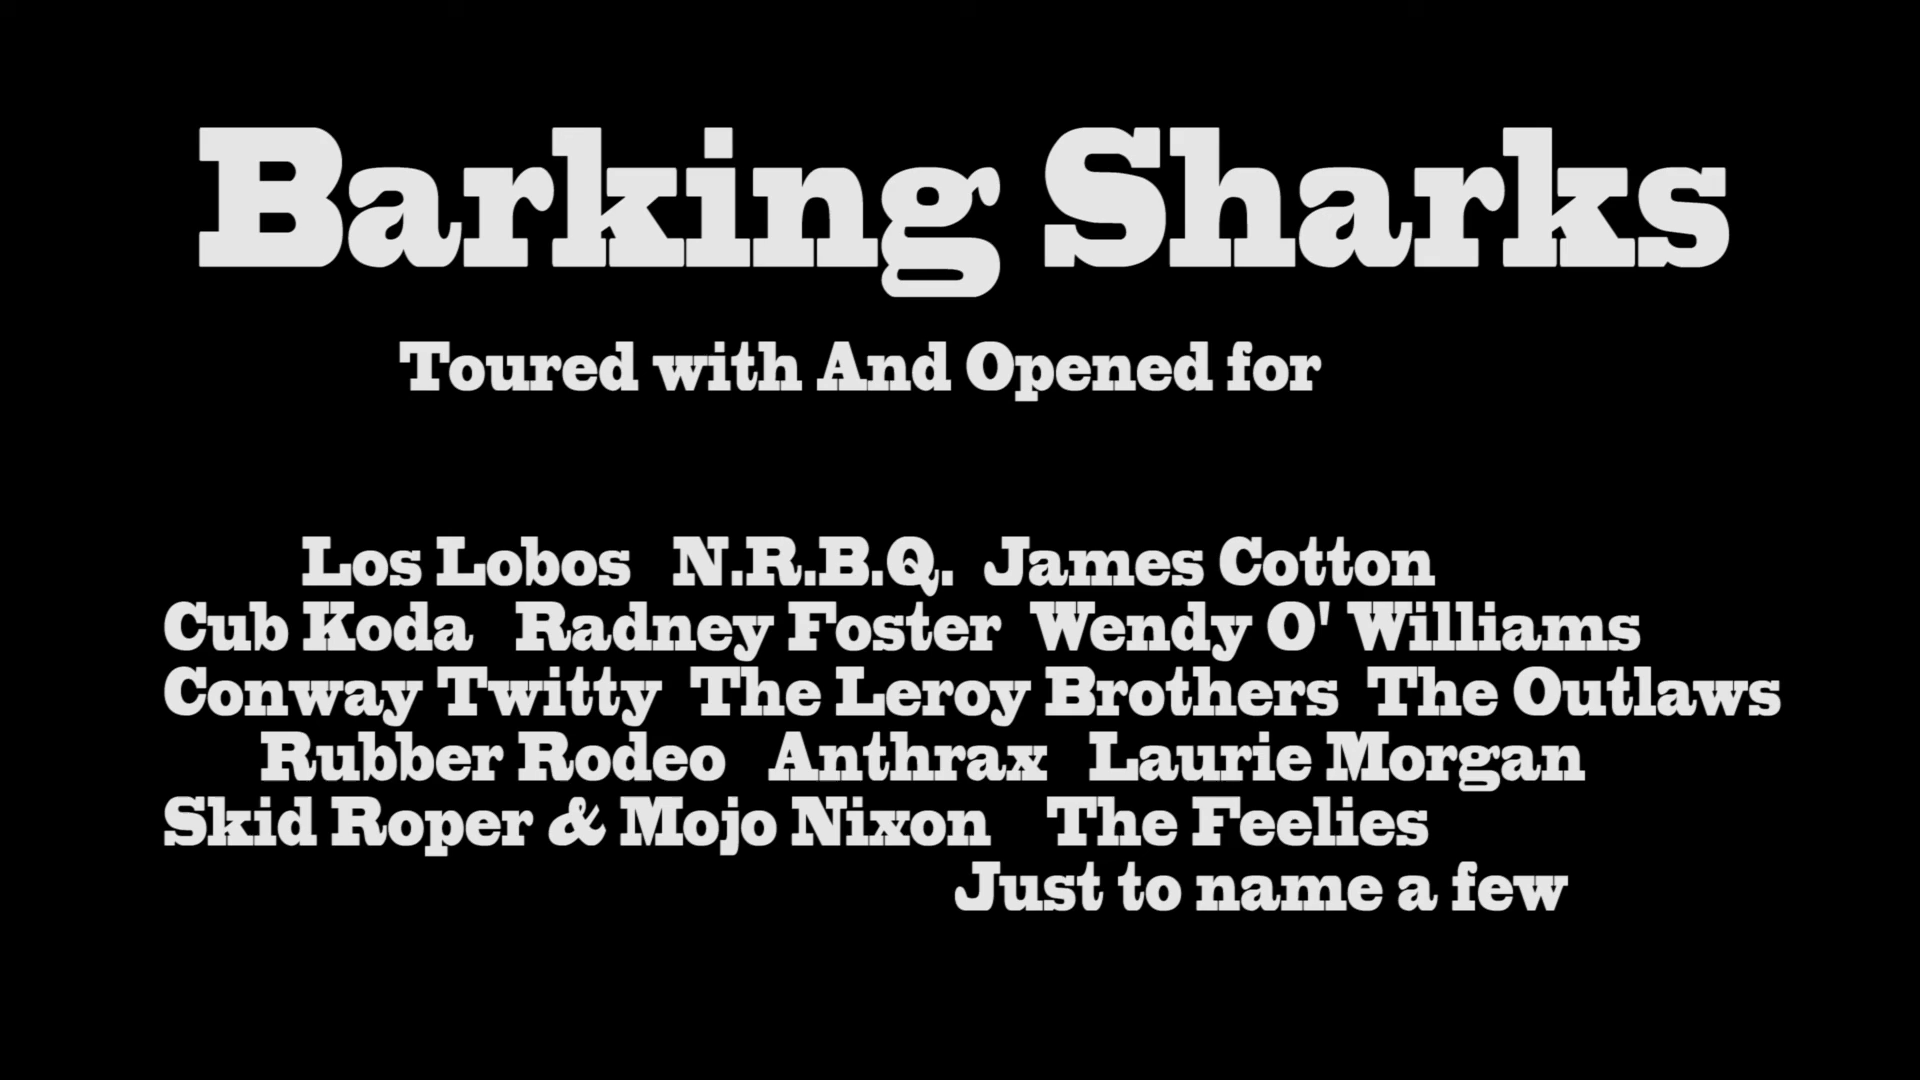 Barking Sharks
Toured with And Opened for
Los Lobos N.R.B.Q. James Cotton
Cub Koda Radney Foster Wendy O' Williams
Conway Twitty The Leroy Brothers The Outlaws
Rubber Rodeo Anthrax Laurie Morgan
Skid Roper & Mojo Nixon The Feelies
Just to name a few